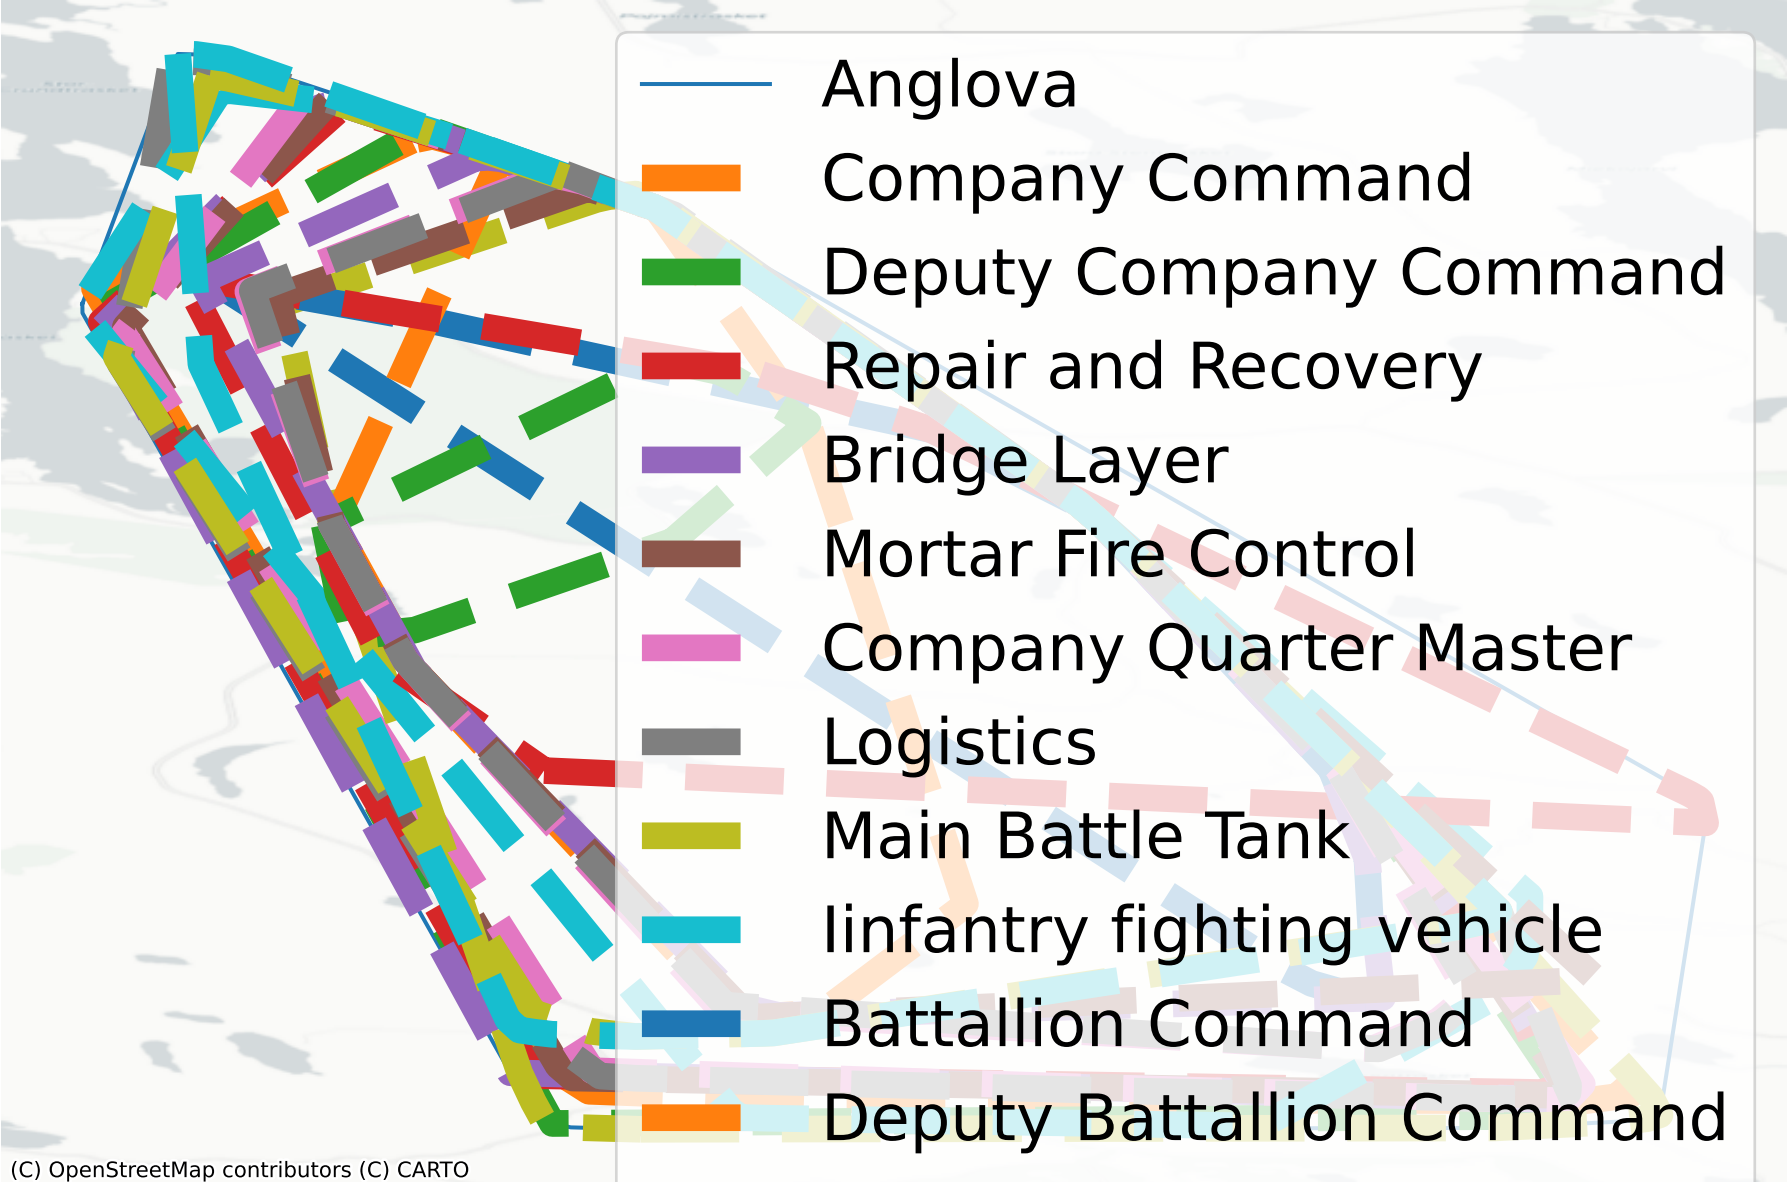 Anglova
Company Command
Deputy Company Command
Repair and Recovery
Bridge Layer
Mortar Fire Control
Company Quarter Master
Logistics
Main Battle Tank
Iinfantry fighting vehicle
Battallion Command
Deputy Battallion Command
(C) OpenStreetMap contributors (C) CARTO